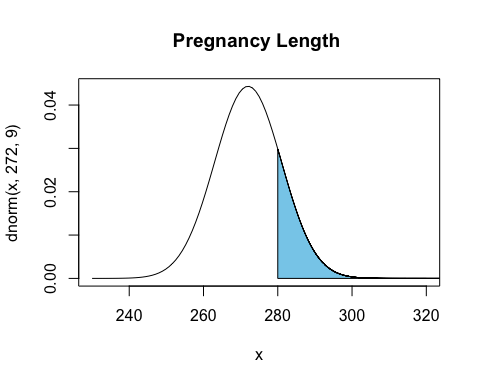 Pregnancy Length
dnorm(x, 272, 9)
0.04
0.02
0.00
240 260 280 300 320
x